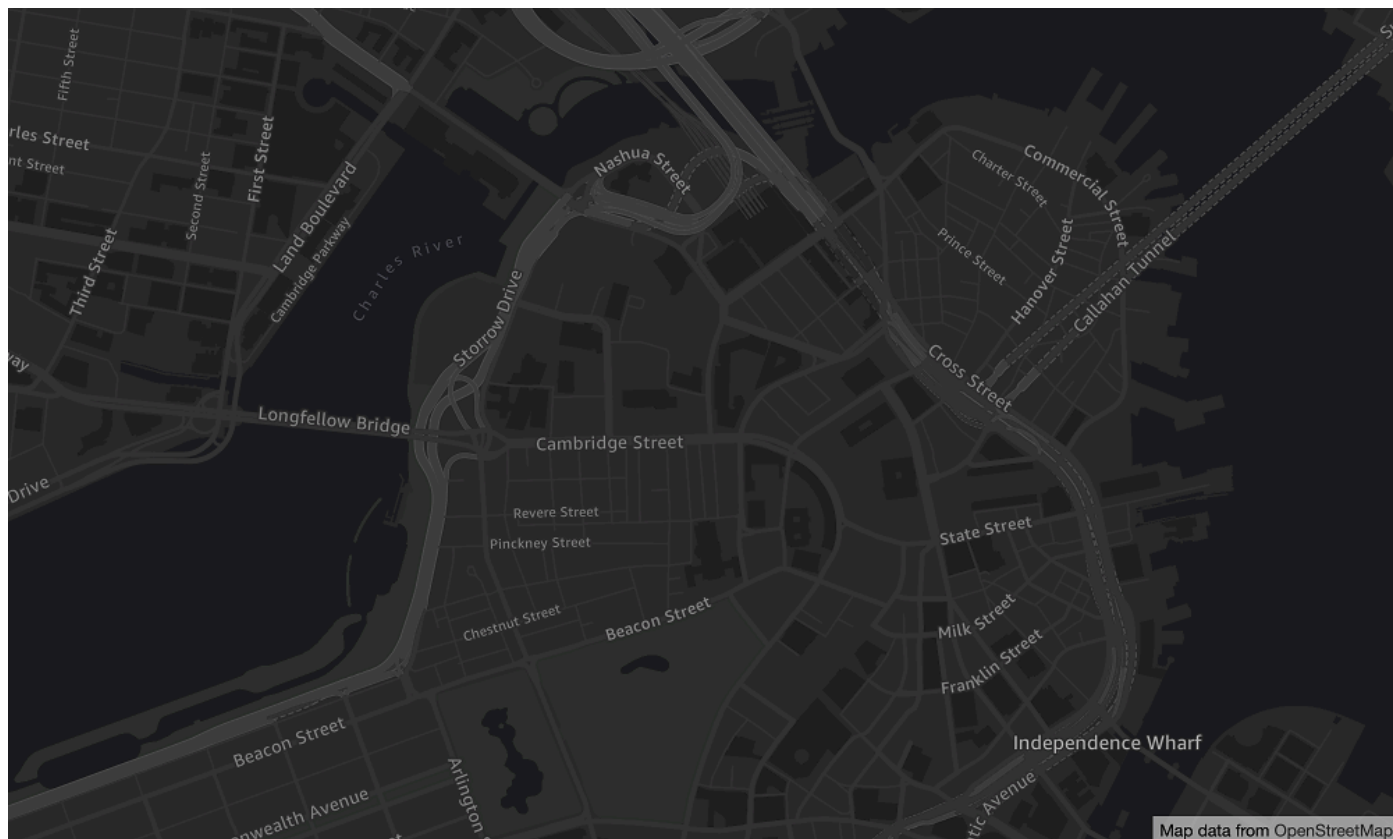 Fifth Street
rles Street
nt Street
First Street
Second Street
Third Street
Land Boulevard
Cambridge Parkway
Charles River
Nashua Street
Storrow Drive
Charter Street
Commercial Street
Prince Street
Hanover Street
Callahan Tunnel
Cross Street
way
Longfellow Bridge
Cambridge Street
Drive
Revere Street
Pinckney Street
State Street
Chestnut Street
Beacon Street
Milk Street
Franklin Street
Beacon Street
Independence Wharf
Arlington
onwealth Avenue
tic Avenue
Map data from OpenStreetMap